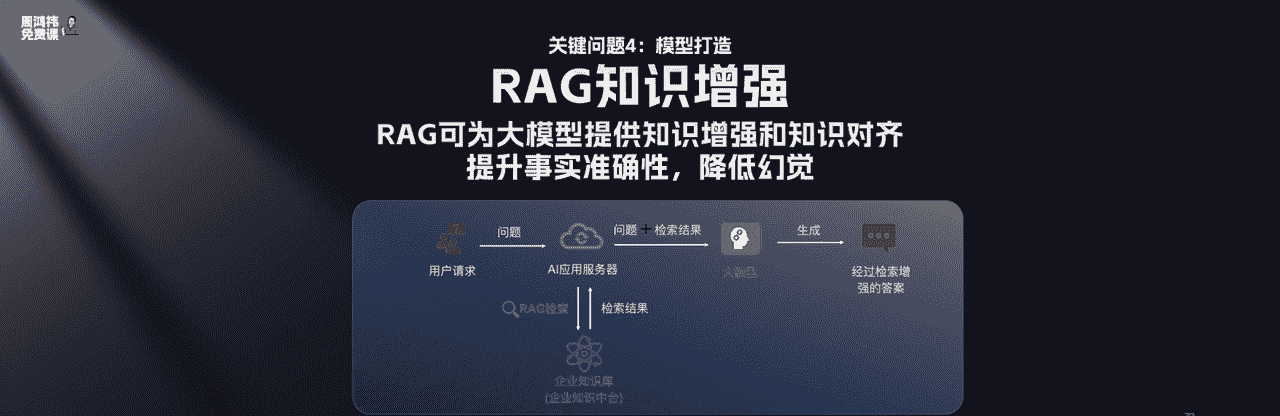 周鸿祎
免费课
关键问题4：模型打造
RAG知识增强
RAG可为大模型提供知识增强和知识对齐
提升事实准确性，降低幻觉
问题
问题＋检索结果
生成
用户请求
AI应用服务器
大模型
经过检索增
强的答案
RAG检索
检索结果
企业知识库
(企业知识中台)